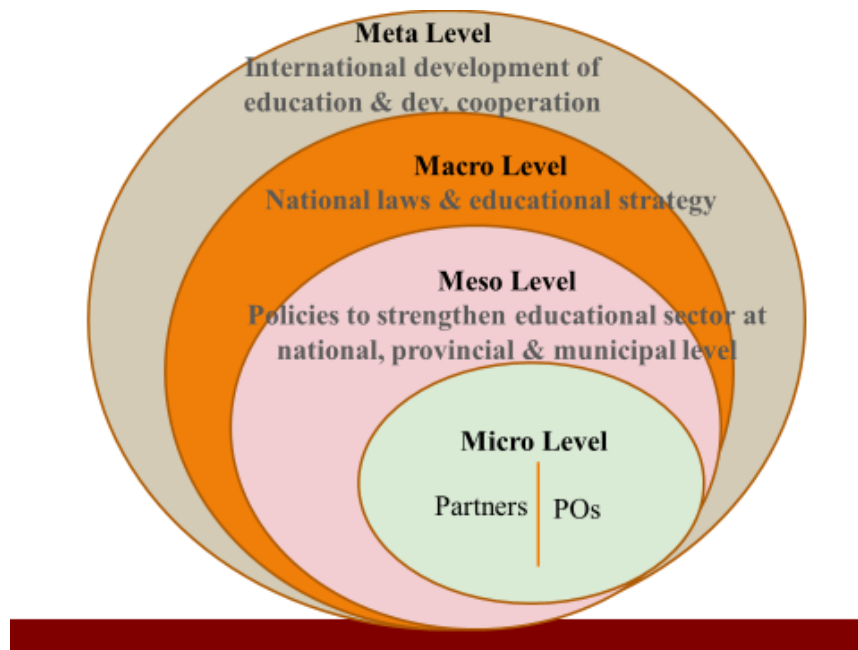 Meta Level
International development of
education & dev. cooperation
Macro Level
National laws & educational strategy
Meso Level
Policies to strengthen educational sector at
national, provincial & municipal level
Micro Level
Partners POs